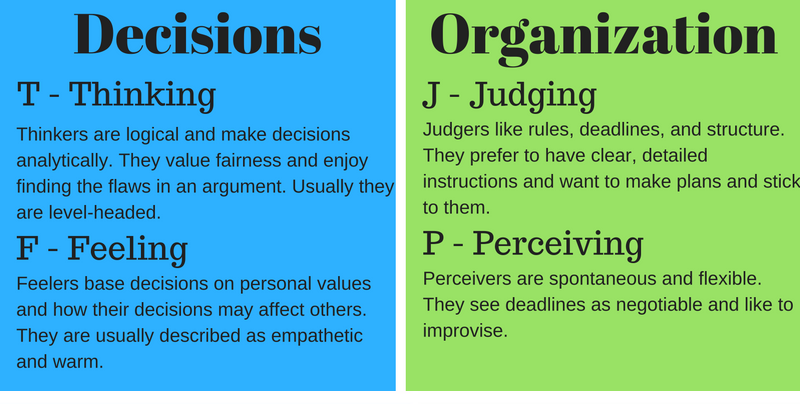 Decisions
T - Thinking
Thinkers are logical and make decisions
analytically. They value fairness and enjoy
finding the flaws in an argument. Usually they
are level-headed.
F - Feeling
Feelers base decisions on personal values
and how their decisions may affect others.
They are usually described as empathetic
and warm.
Organization
J - Judging
Judgers like rules, deadlines, and structure.
They prefer to have clear, detailed
instructions and want to make plans and stick
to them.
P - Perceiving
Perceivers are spontaneous and flexible.
They see deadlines as negotiable and like to
improvise.